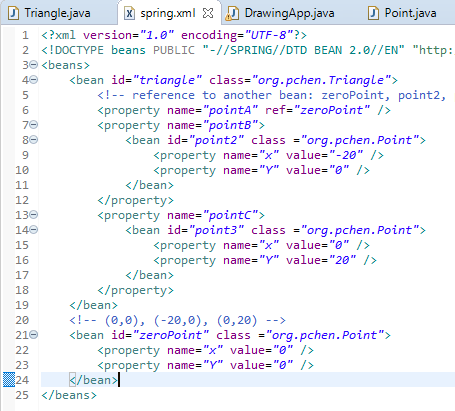 Triangle.java spring.xml DrawingApp.java Point.java
1 <?xml version="1.0" encoding="UTF-8"?>
2 <!DOCTYPE beans PUBLIC "-//SPRING//DTD BEAN 2.0//EN" "http:
3 <beans>
4 <bean id="triangle" class="org.pchen.Triangle">
5 <!-- reference to another bean: zeroPoint, point2,
6 <property name="pointA" ref="zeroPoint" />
7 <property name="pointB">
8 <bean id="point2" class ="org.pchen.Point">
9 <property name="x" value="-20" />
10 <property name="Y" value="0" />
11 </bean>
12 </property>
13 <property name="pointC">
14 <bean id="point3" class ="org.pchen.Point">
15 <property name="x" value="0" />
16 <property name="Y" value="20" />
17 </bean>
18 </property>
19 </bean>
20 <!-- (0,0), (-20,0), (0,20) -->
21 <bean id="zeroPoint" class ="org.pchen.Point">
22 <property name="x" value="0" />
23 <property name="Y" value="0" />
24 </bean>
25 </beans>